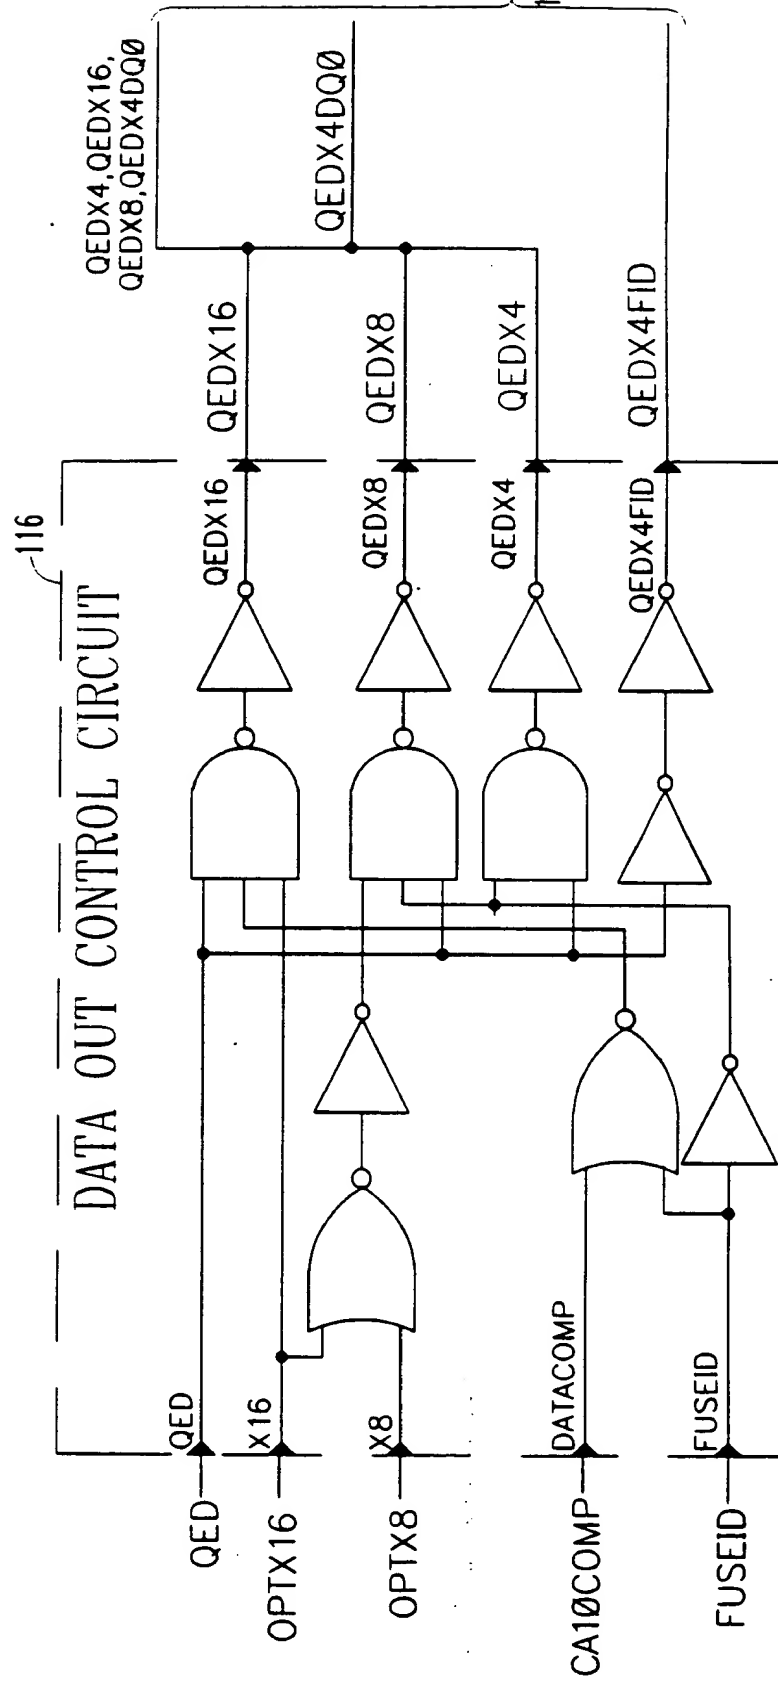 116
DATA OUT CONTROL CIRCUIT
QED
QED
OPTX16
X16
OPTX8
X8
CA10COMP
DATACOMP
FUSEID
FUSEID
QEDX16
QEDX16
QEDX8
QEDX8
QEDX4
QEDX4
QEDX4FID
QEDX4FID
QEDX4,QEDX16,
QEDX8,QEDX4DQ0
QEDX4DQ0